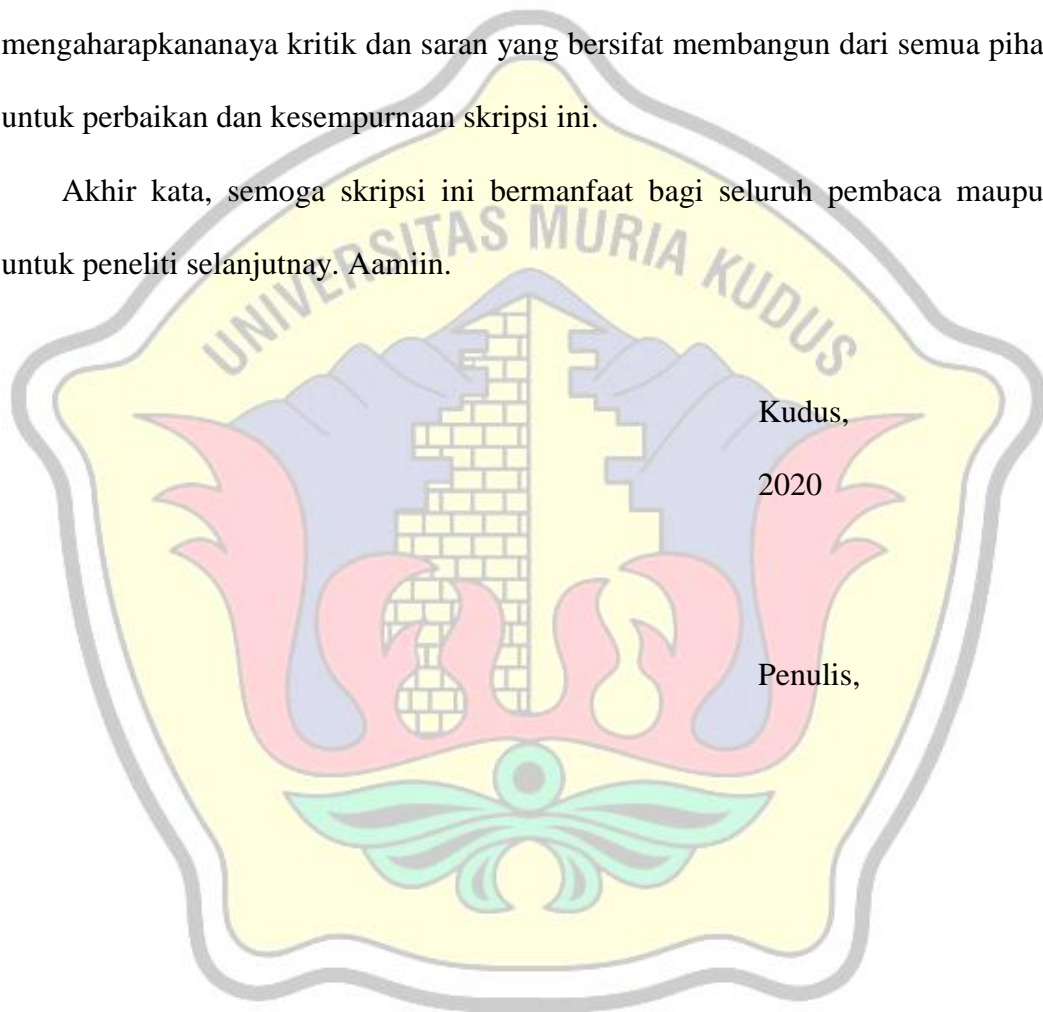 mengaharapkananaya kritik dan saran yang bersifat membangun dari semua piha
untuk perbaikan dan kesempurnaan skripsi ini.
Akhir kata, semoga skripsi ini bermanfaat bagi seluruh pembaca maupu
untuk peneliti selanjutnay. Aamiin.
UNIVERSITAS MURIA KUDUS
Kudus,
2020
Penulis,